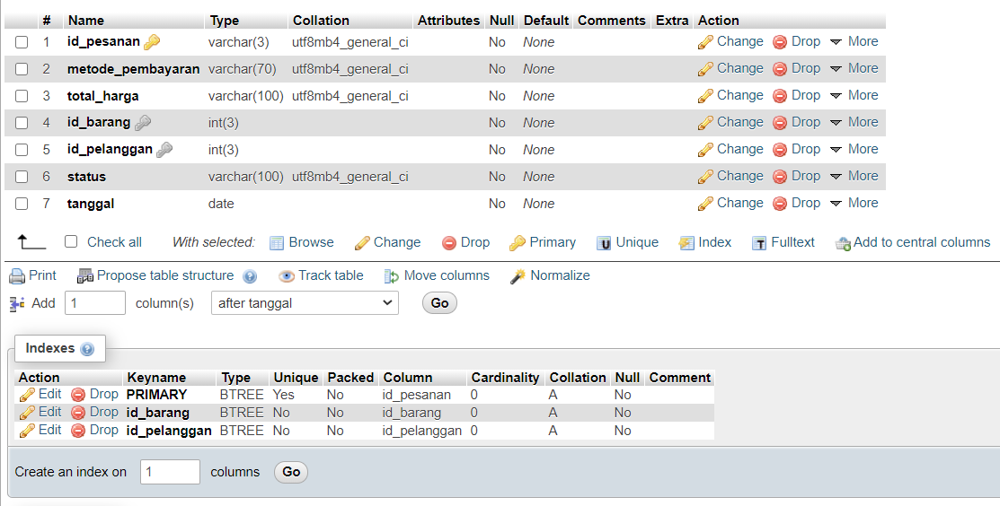 # Name Type Collation Attributes Null Default Comments Extra Action
1 id_pesanan varchar(3) utf8mb4_general_ci No None Change Drop More
2 metode_pembayaran varchar(70) utf8mb4_general_ci No None Change Drop More
3 total_harga varchar(100) utf8mb4_general_ci No None Change Drop More
4 id_barang int(3) No None Change Drop More
5 id_pelanggan int(3) No None Change Drop More
6 status varchar(100) utf8mb4_general_ci No None Change Drop More
7 tanggal date No None Change Drop More
Check all With selected: Browse Change Drop Primary Unique Index Fulltext Add to central columns
Print Propose table structure Track table Move columns Normalize
Add 1 column(s) after tanggal Go
Indexes
Action Keyname Type Unique Packed Column Cardinality Collation Null Comment
Edit Drop PRIMARY BTREE Yes No id_pesanan 0 A No
Edit Drop id_barang BTREE No No id_barang 0 A No
Edit Drop id_pelanggan BTREE No No id_pelanggan 0 A No
Create an index on 1 columns Go